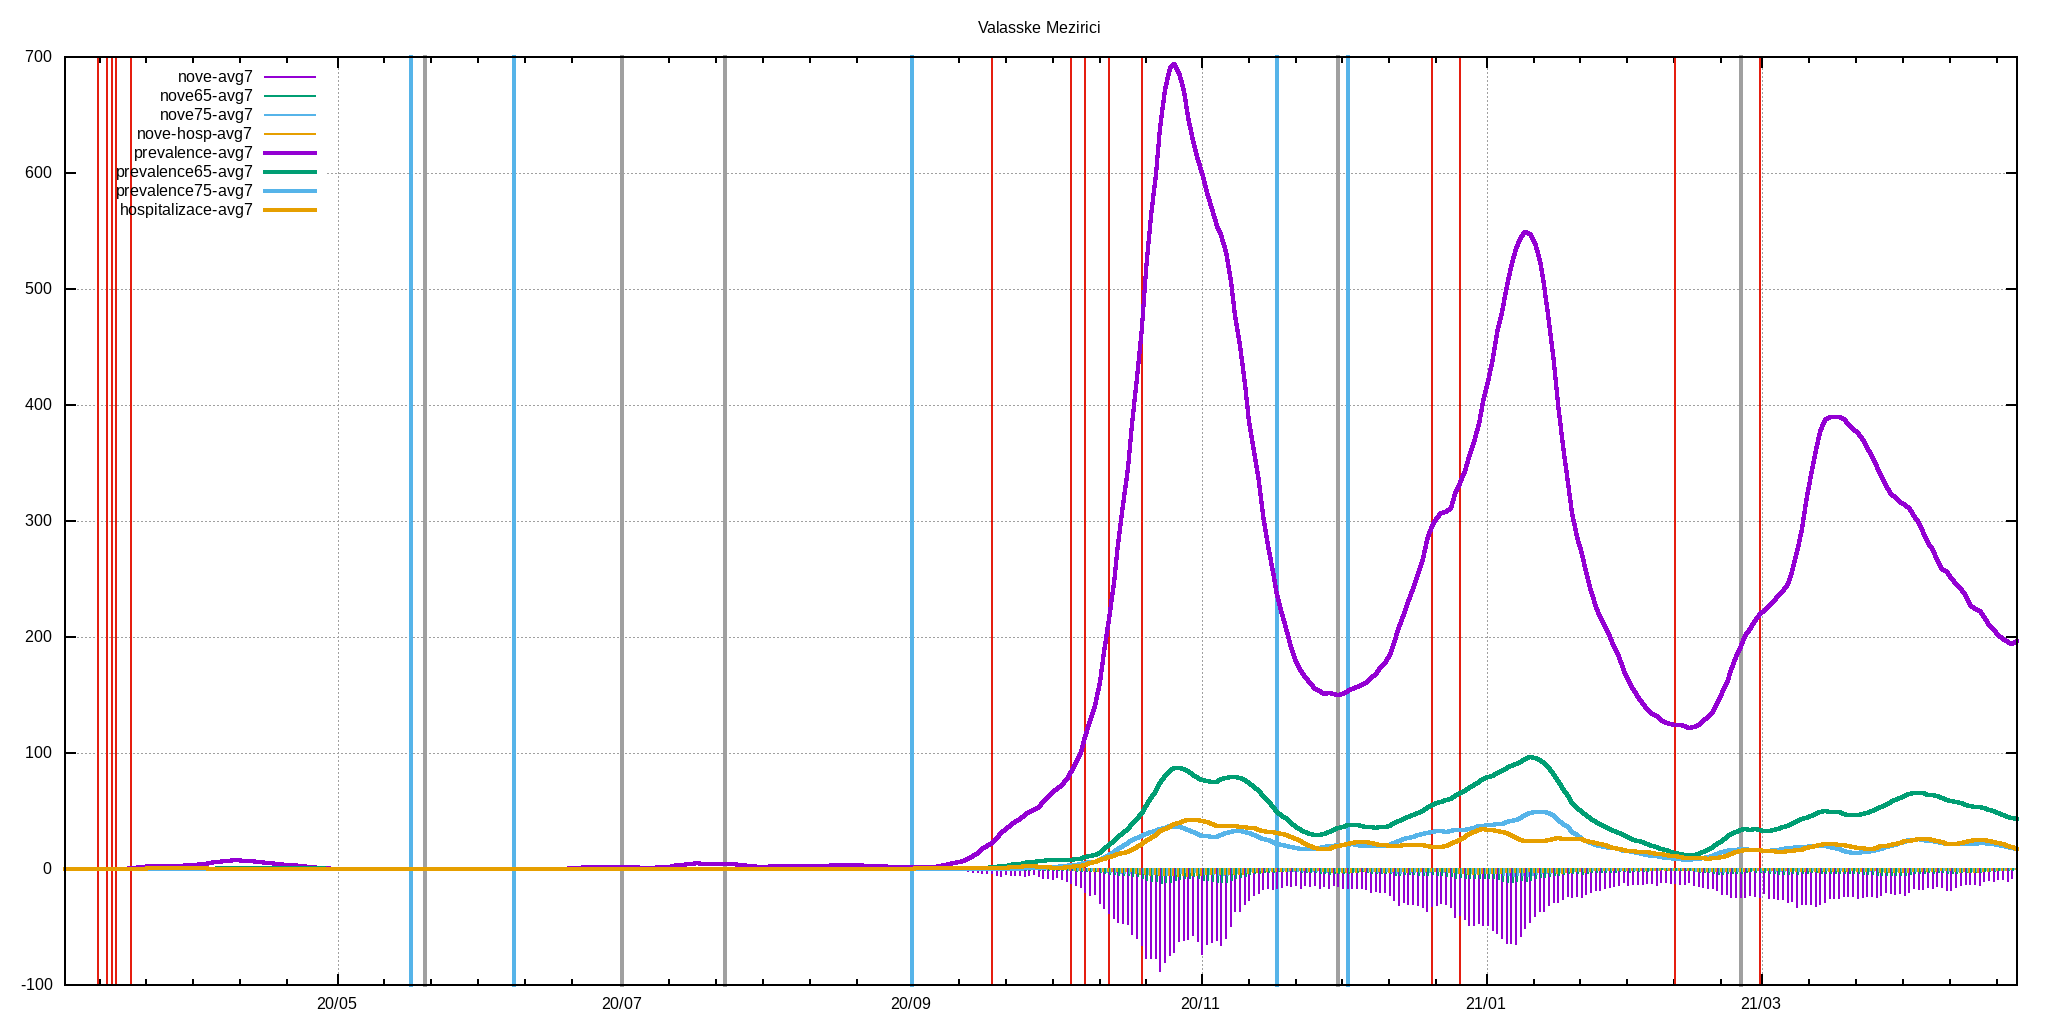 Valasske Mezirici
700
600
500
400
300
200
100
0
-100
nove-avg7
nove65-avg7
nove75-avg7
nove-hosp-avg7
prevalence-avg7
prevalence65-avg7
prevalence75-avg7
hospitalizace-avg7
20/05
20/07
20/09
20/11
21/01
21/03